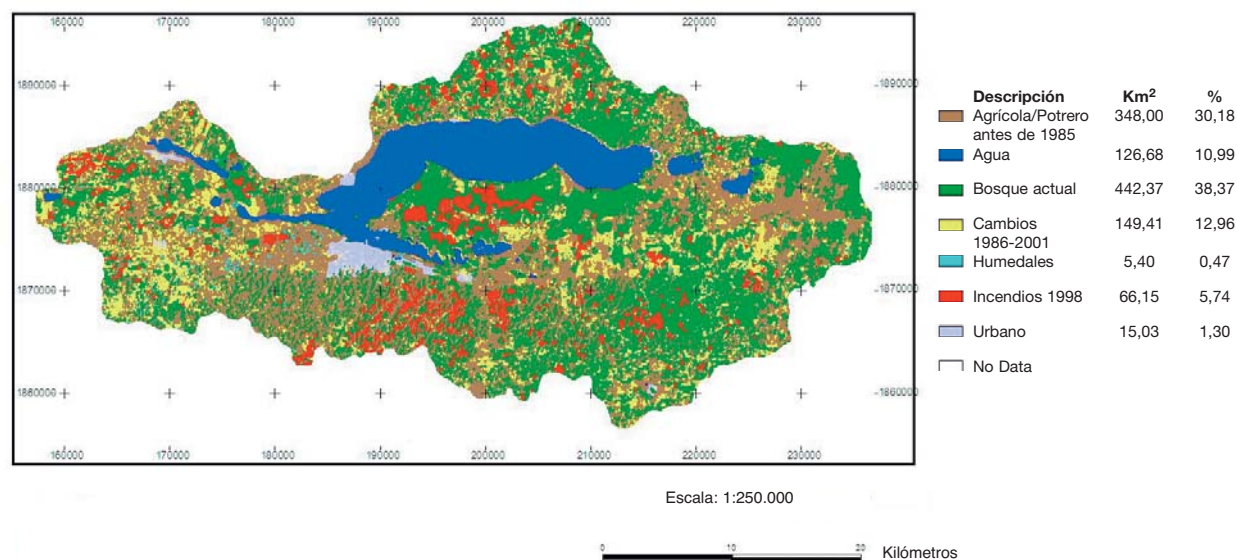 160000 170000 180000 190000 200000 210000 220000 230000
1890000 1890000
1880000 1880000
1870000 1870000
1860000 1860000
160000 170000 180000 190000 200000 210000 220000 230000
Descripción Km² %
Agrícola/Potrero
antes de 1985 348,00 30,18
Agua 126,68 10,99
Bosque actual 442,37 38,37
Cambios
1986-2001 149,41 12,96
Humedales 5,40 0,47
Incendios 1998 66,15 5,74
Urbano 15,03 1,30
No Data
Escala: 1:250.000
0 10 20 Kilómetros